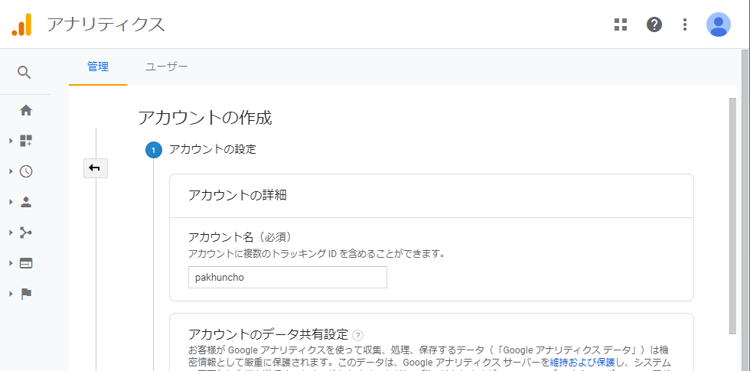 アナリティクス
管理 ユーザー
アカウントの作成
1 アカウントの設定
アカウントの詳細
アカウント名（必須）
アカウントに複数のトラッキング ID を含めることができます。
pakhuncho
アカウントのデータ共有設定 ?
お客様が Google アナリティクスを使って収集、処理、保存するデータ（「Google アナリティクス データ」）は機
密情報として厳重に保護されます。このデータは、Google アナリティクス サーバーを維持および保護し、システム